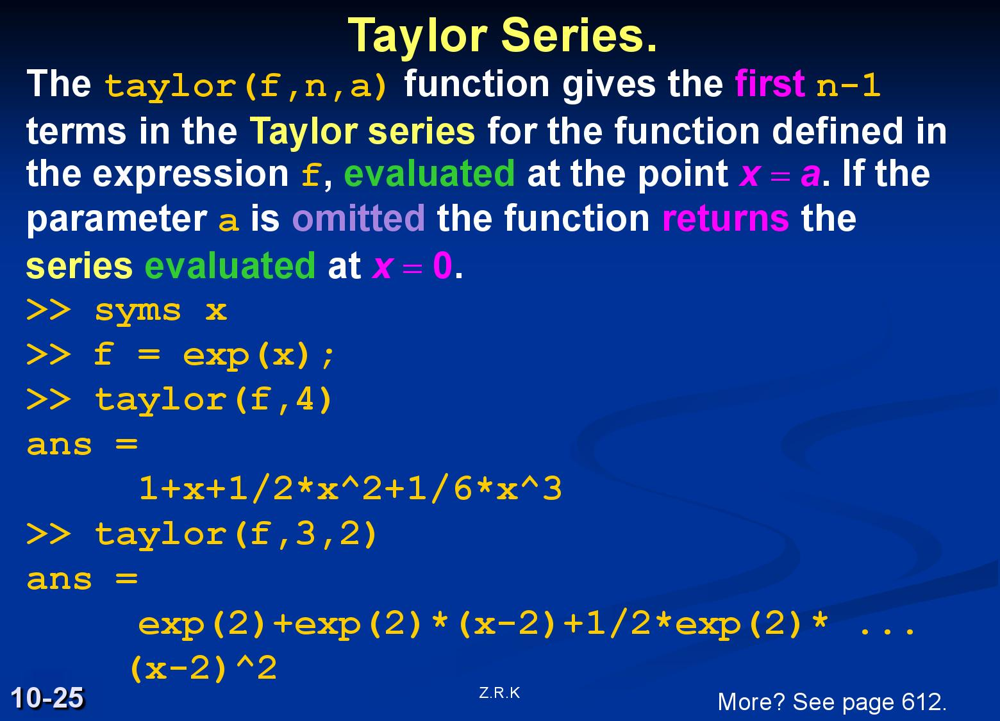 Taylor Series.
The taylor(f,n,a) function gives the first n-1
terms in the Taylor series for the function defined in
the expression f, evaluated at the point x = a. If the
parameter a is omitted the function returns the
series evaluated at x = 0.
>> syms x
>> f = exp(x);
>> taylor(f,4)
ans =
1+x+1/2*x^2+1/6*x^3
>> taylor(f,3,2)
ans =
exp(2)+exp(2)*(x-2)+1/2*exp(2)* ...
(x-2)^2
10-25
Z.R.K
More? See page 612.